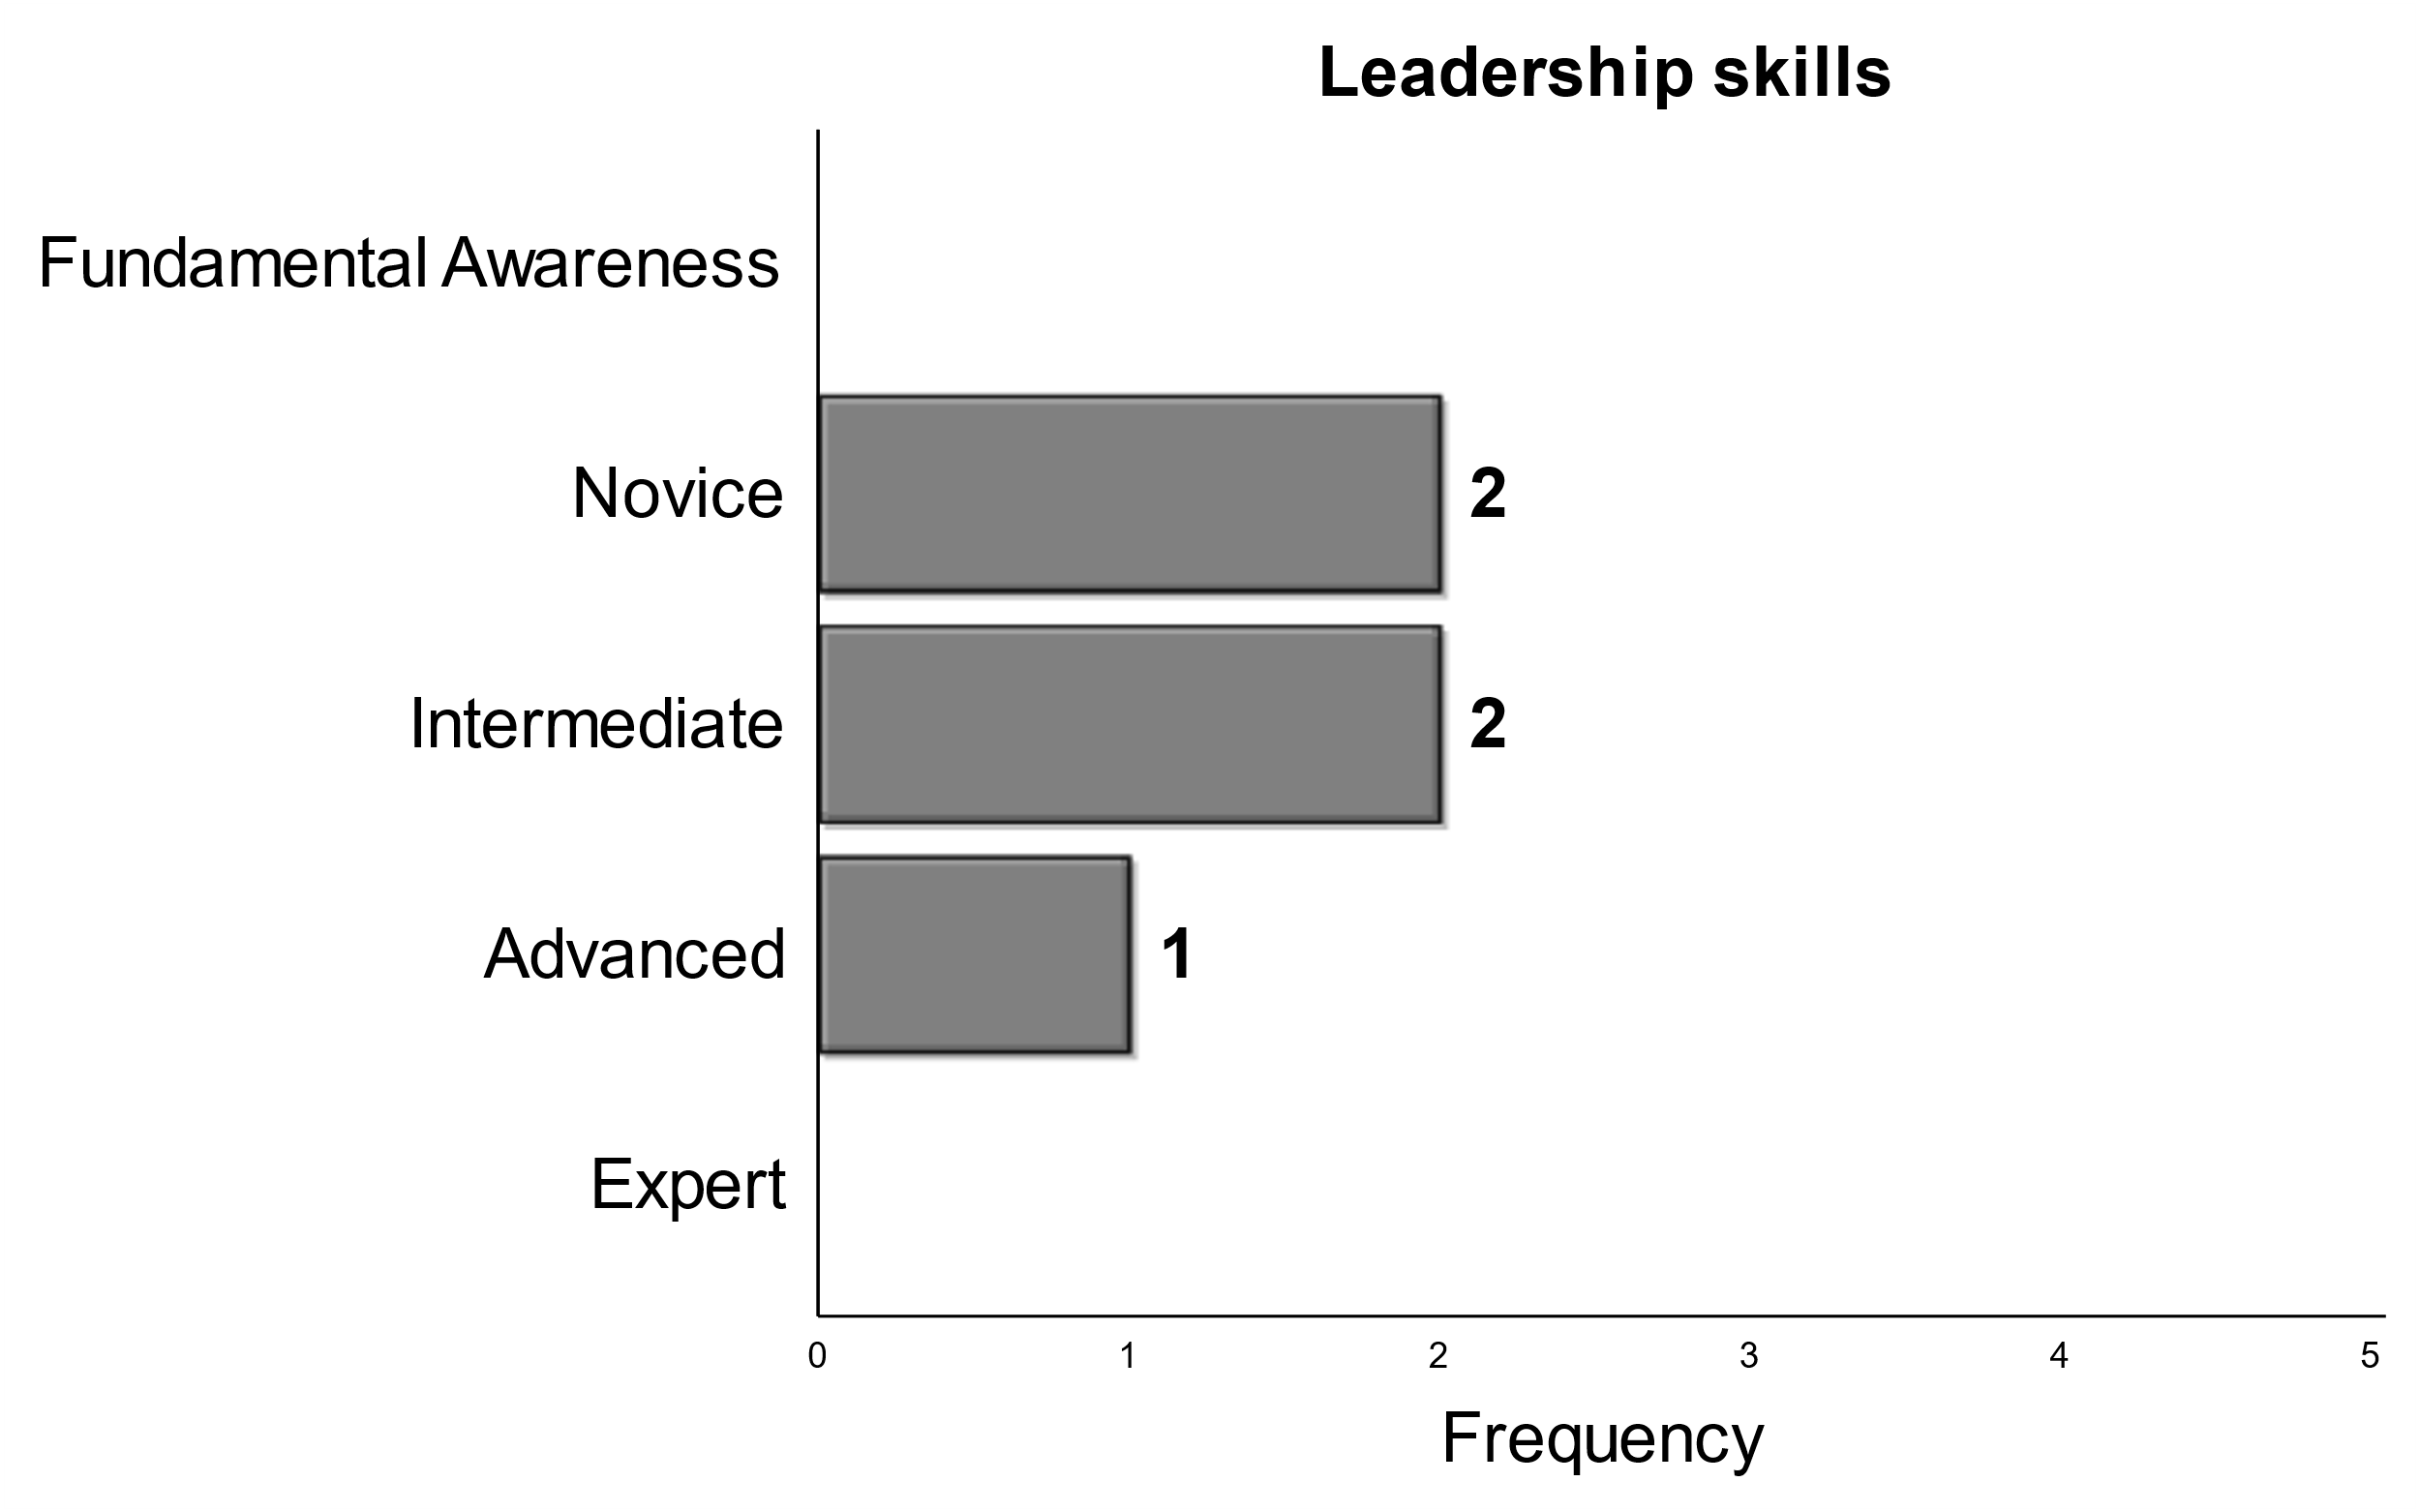 Leadership skills
Fundamental Awareness
Novice
2
Intermediate
2
Advanced
1
Expert
0 1 2 3 4 5
Frequency